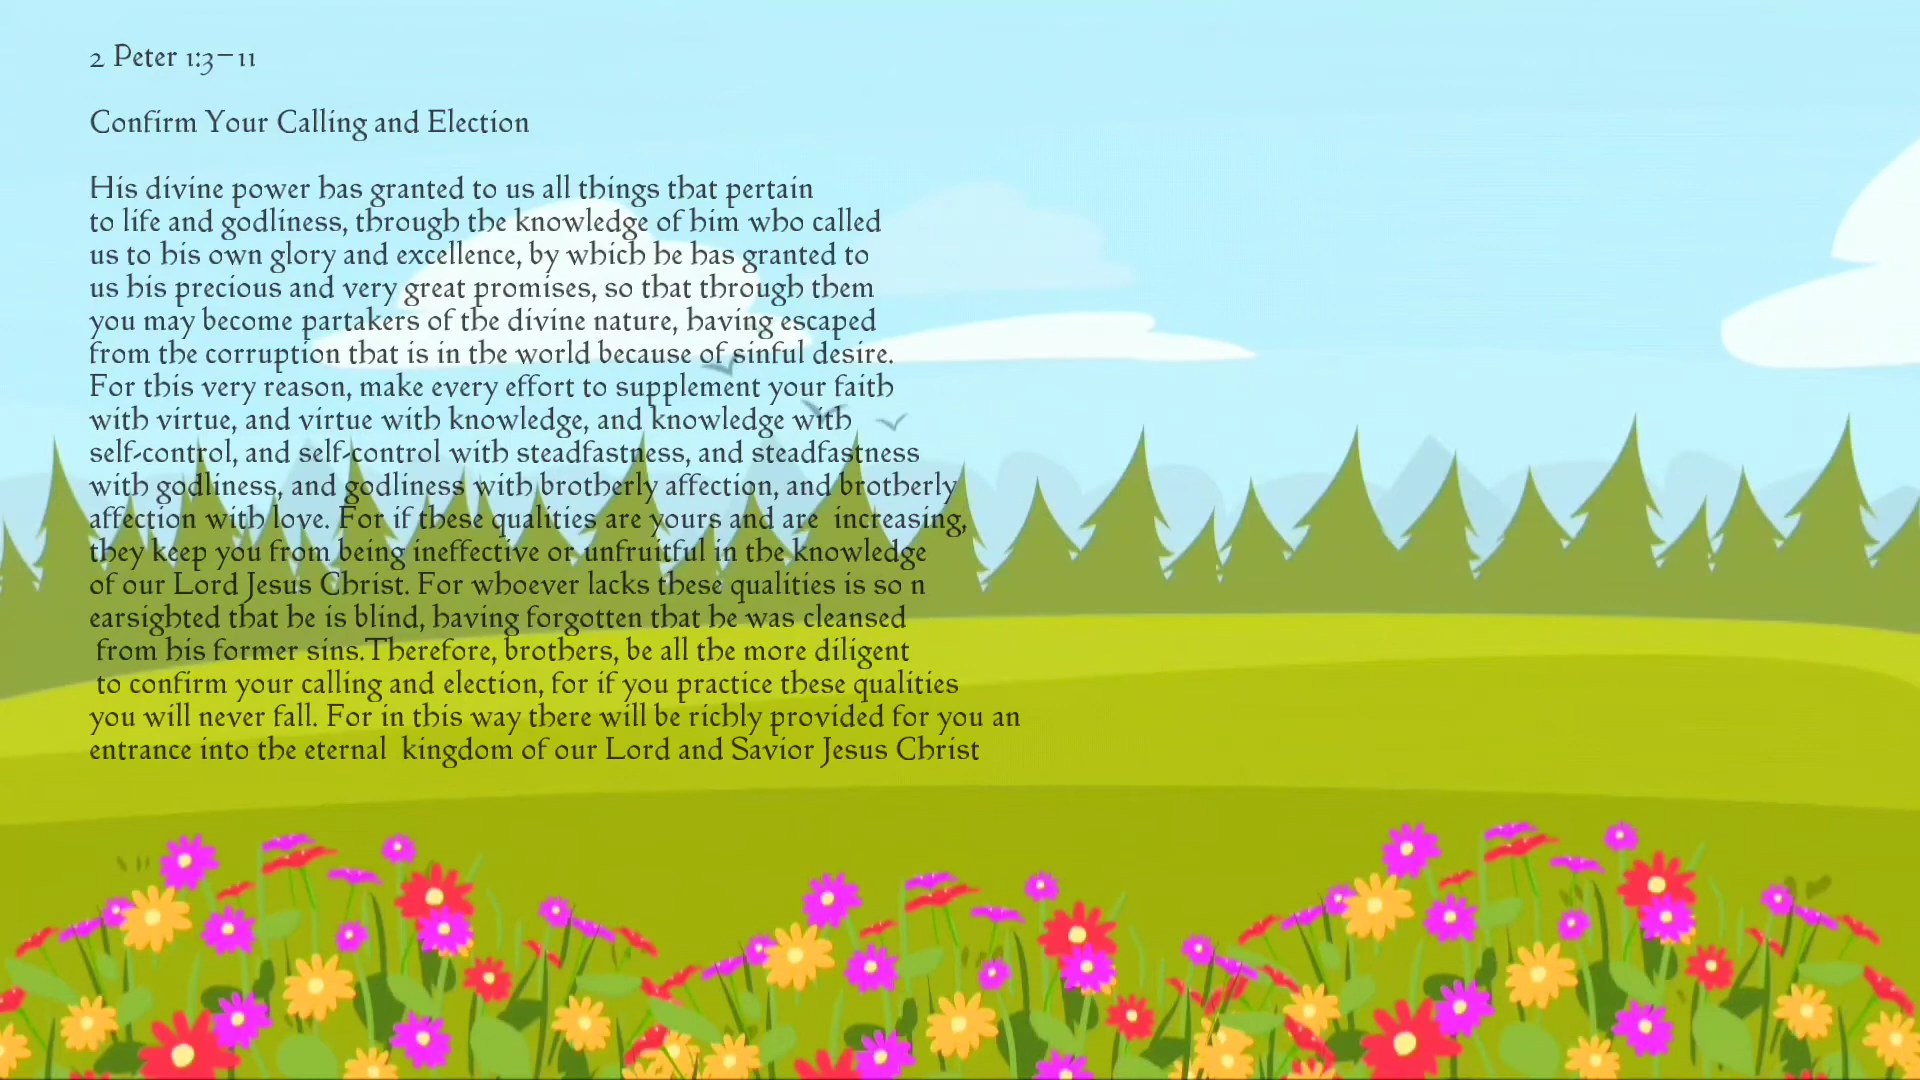 2 Peter 1:3–11
Confirm Your Calling and Election
His divine power has granted to us all things that pertain
to life and godliness, through the knowledge of him who called
us to his own glory and excellence, by which he has granted to
us his precious and very great promises, so that through them
you may become partakers of the divine nature, having escaped
from the corruption that is in the world because of sinful desire.
For this very reason, make every effort to supplement your faith
with virtue, and virtue with knowledge, and knowledge with
self-control, and self-control with steadfastness, and steadfastness
with godliness, and godliness with brotherly affection, and brotherly
affection with love. For if these qualities are yours and are  increasing,
they keep you from being ineffective or unfruitful in the knowledge
of our Lord Jesus Christ. For whoever lacks these qualities is so n
earsighted that he is blind, having forgotten that he was cleansed
from his former sins.Therefore, brothers, be all the more diligent
to confirm your calling and election, for if you practice these qualities
you will never fall. For in this way there will be richly provided for you an
entrance into the eternal  kingdom of our Lord and Savior Jesus Christ